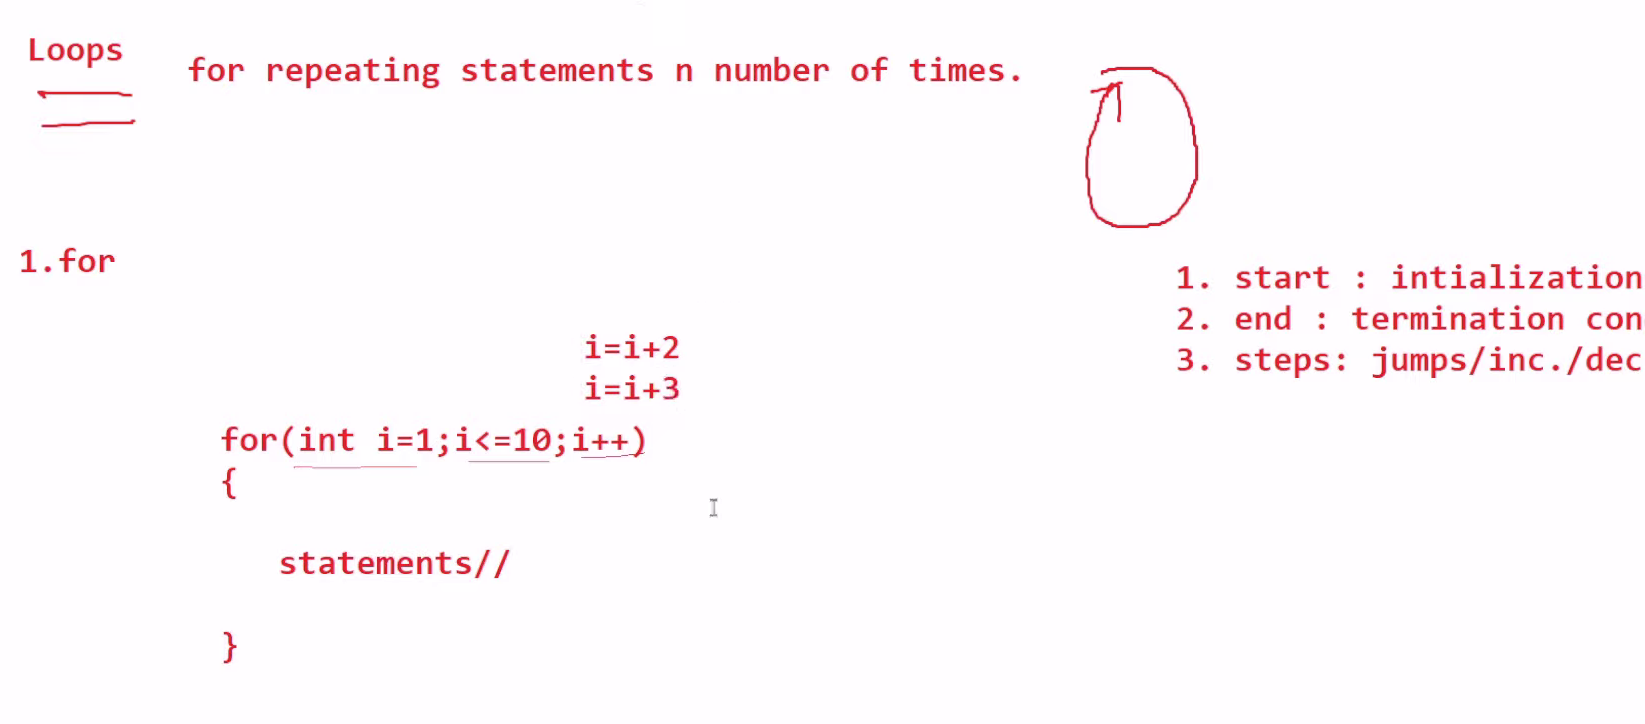 Loops
for repeating statements n number of times.
1.for
1. start : intialization
2. end : termination con
3. steps: jumps/inc./dec
i=i+2
i=i+3
for(int i=1;i<=10;i++)
{
statements//
}